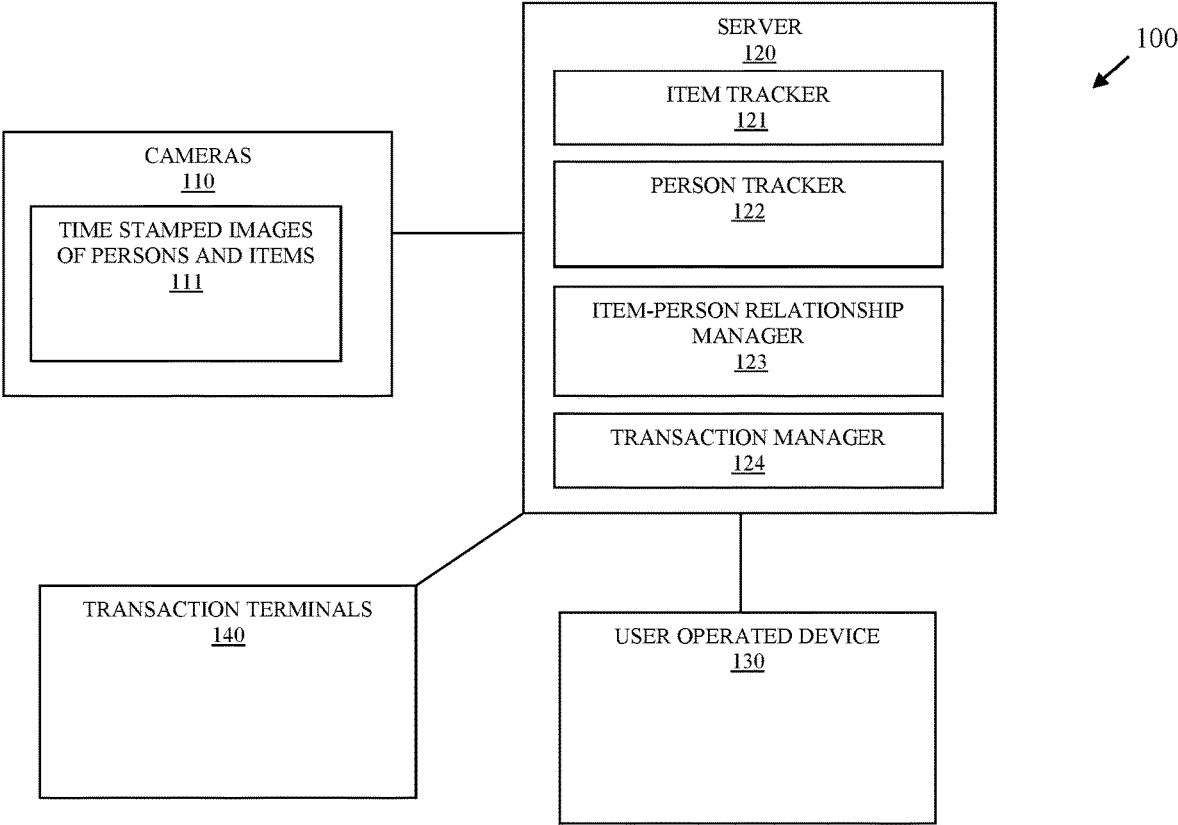 SERVER
120
100
ITEM TRACKER
121
CAMERAS
110
PERSON TRACKER
122
TIME STAMPED IMAGES
OF PERSONS AND ITEMS
111
ITEM-PERSON RELATIONSHIP
MANAGER
123
TRANSACTION MANAGER
124
TRANSACTION TERMINALS
140
USER OPERATED DEVICE
130